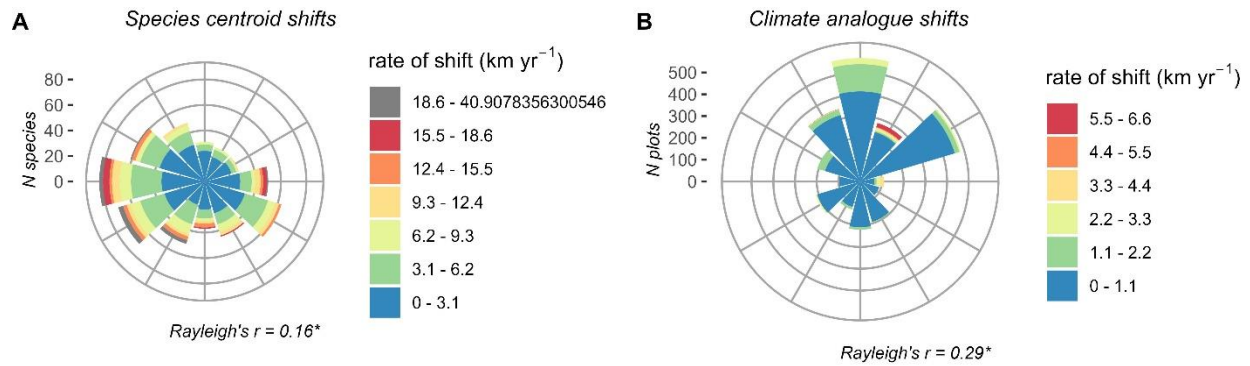 A
Species centroid shifts
N species
80
60
40
20
0
rate of shift (km yr⁻¹)
18.6 - 40.9078356300546
15.5 - 18.6
12.4 - 15.5
9.3 - 12.4
6.2 - 9.3
3.1 - 6.2
0 - 3.1
Rayleigh's r = 0.16*
B
Climate analogue shifts
N plots
500
400
300
200
100
0
rate of shift (km yr⁻¹)
5.5 - 6.6
4.4 - 5.5
3.3 - 4.4
2.2 - 3.3
1.1 - 2.2
0 - 1.1
Rayleigh's r = 0.29*